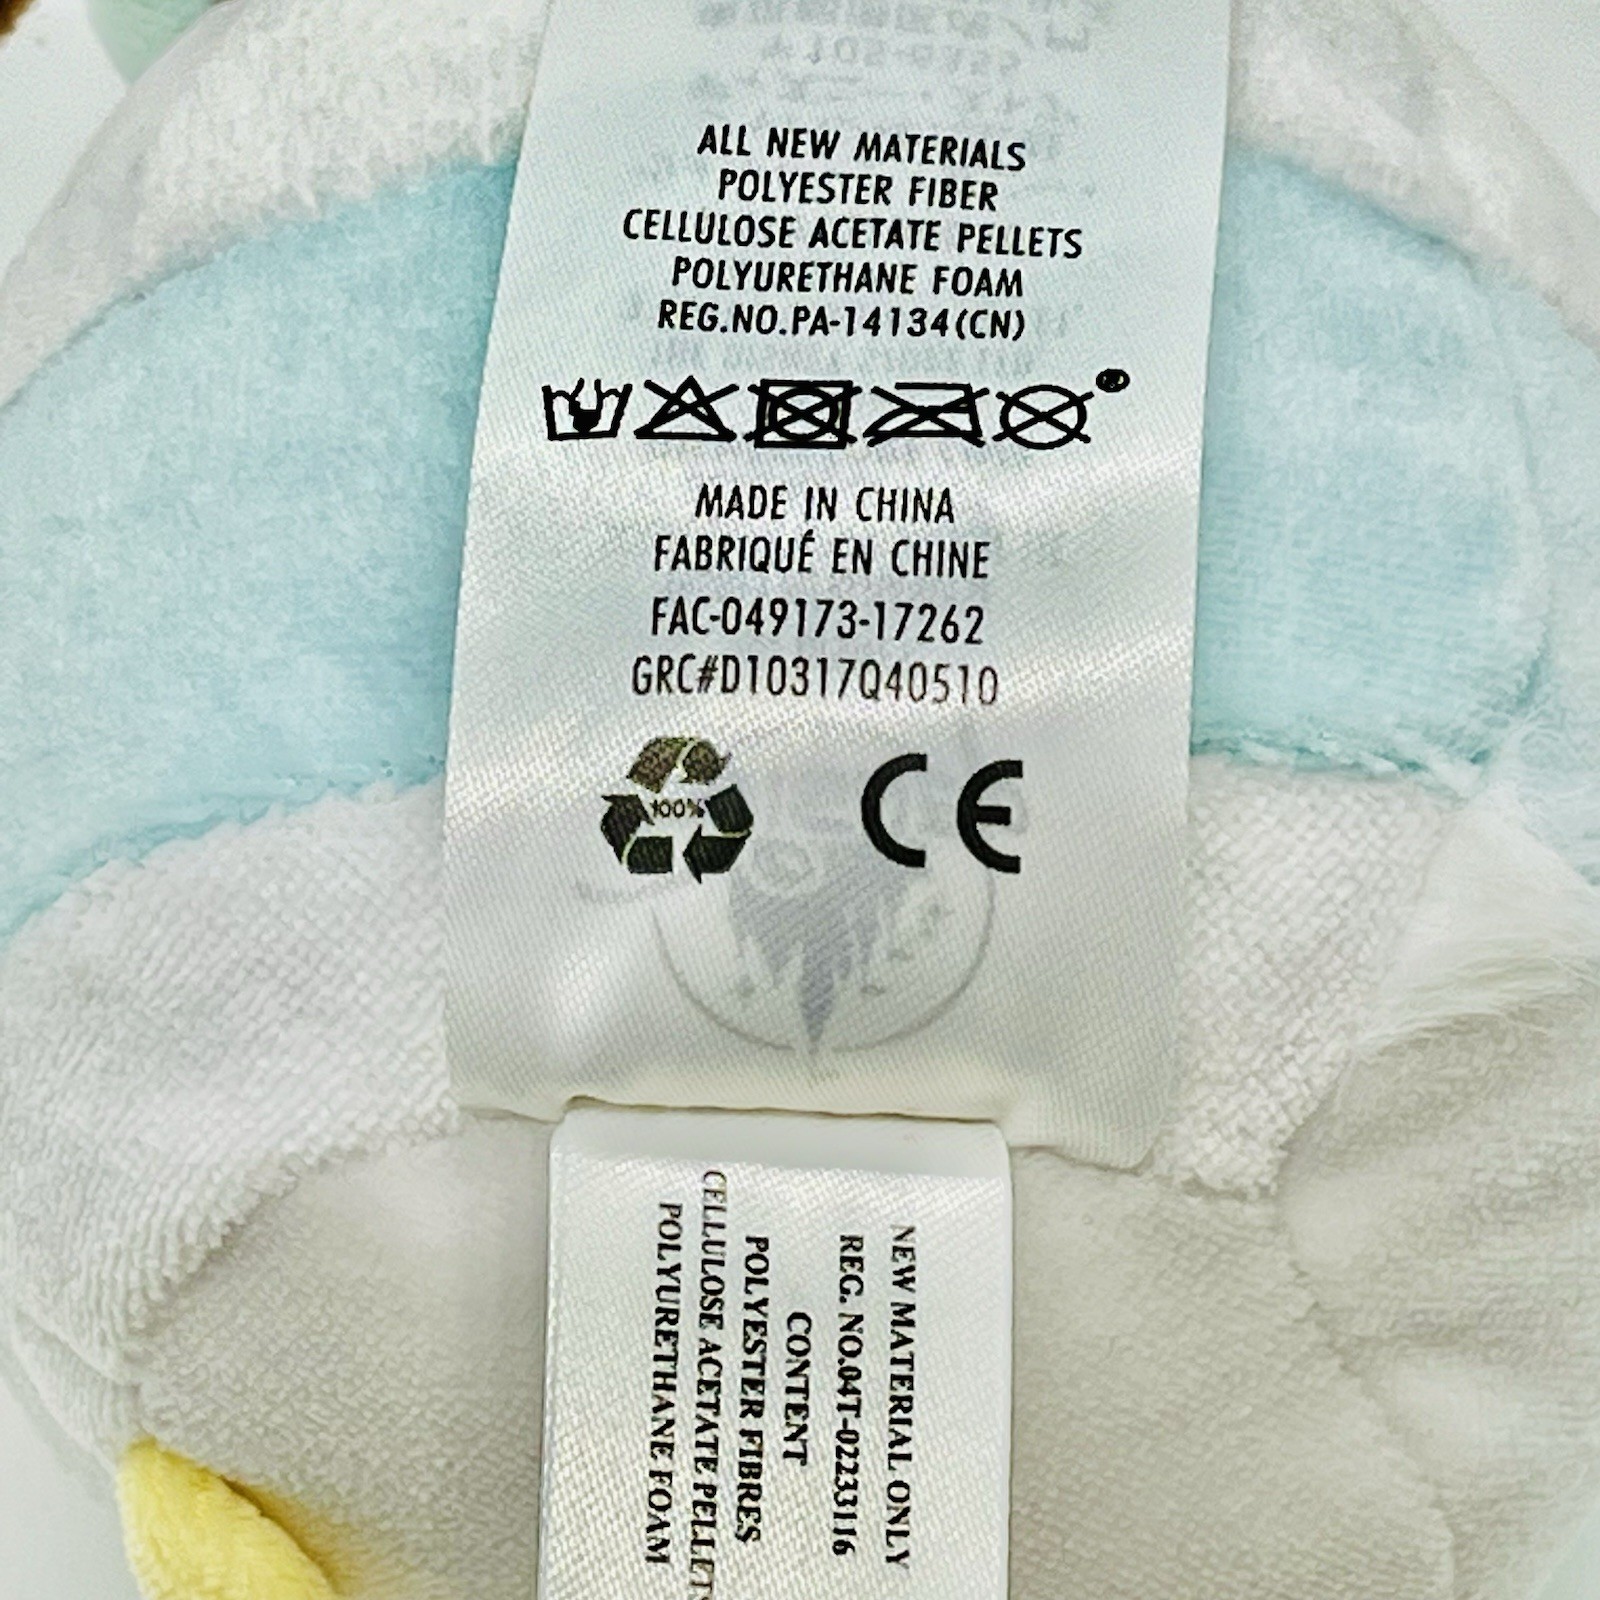 ALL NEW MATERIALS
POLYESTER FIBER
CELLULOSE ACETATE PELLETS
POLYURETHANE FOAM
REG.NO.PA-14134(CN)
MADE IN CHINA
FABRIQUÉ EN CHINE
FAC-049173-17262
GRC#D10317Q40510
100%
CE
NEW MATERIAL ONLY
REG. NO.04T-02233116
CONTENT
POLYESTER FIBRES
CELLULOSE ACETATE PELLETS
POLYURETHANE FOAM